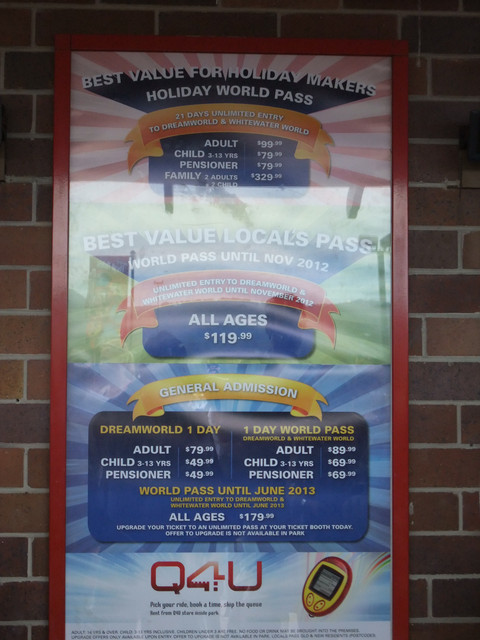 BEST VALUE FOR HOLIDAY MAKERS
HOLIDAY WORLD PASS
21 DAYS UNLIMITED ENTRY
TO DREAMWORLD & WHITEWATER WORLD
ADULT $99.99
CHILD 3-13 YRS $79.99
PENSIONER $79.99
FAMILY 2 ADULTS $329.99
+ 2 CHILD
BEST VALUE LOCALS PASS
WORLD PASS UNTIL NOV 2012
UNLIMITED ENTRY TO DREAMWORLD &
WHITEWATER WORLD UNTIL NOVEMBER 2012
ALL AGES
$119.99
GENERAL ADMISSION
DREAMWORLD 1 DAY
ADULT $79.99
CHILD 3-13 YRS $49.99
PENSIONER $49.99
1 DAY WORLD PASS
DREAMWORLD & WHITEWATER WORLD
ADULT $89.99
CHILD 3-13 YRS $69.99
PENSIONER $69.99
WORLD PASS UNTIL JUNE 2013
UNLIMITED ENTRY TO DREAMWORLD &
WHITEWATER WORLD UNTIL JUNE 2013
ALL AGES $179.99
UPGRADE YOUR TICKET TO AN UNLIMITED PASS AT YOUR TICKET BOOTH TODAY.
OFFER TO UPGRADE IS NOT AVAILABLE IN PARK
Q4U
Pick your ride, book a time, skip the queue
Rent from Q4U store inside park.